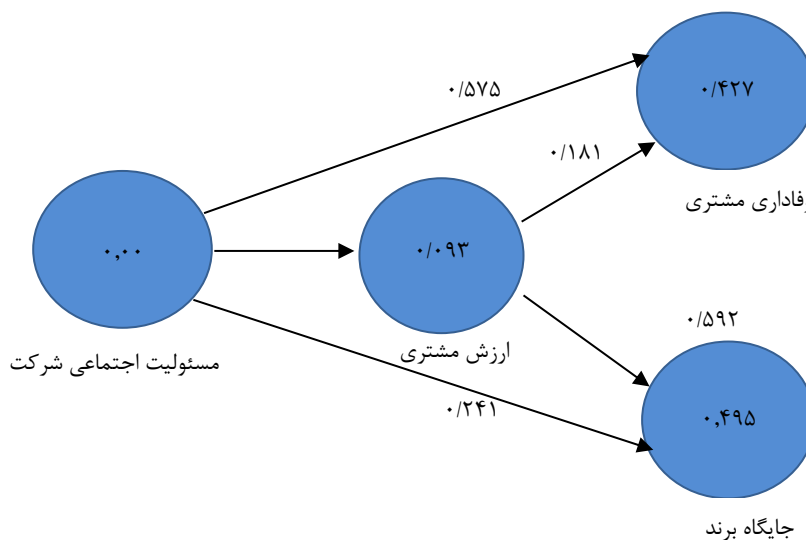 ۰/۴۲۷
۰/۵۷۵
۰/۱۸۱
وفاداری مشتری
۰,۰۰
۰/۰۹۳
۰/۵۹۲
ارزش مشتری
مسئولیت اجتماعی شرکت
۰/۲۴۱
۰,۴۹۵
جایگاه برند